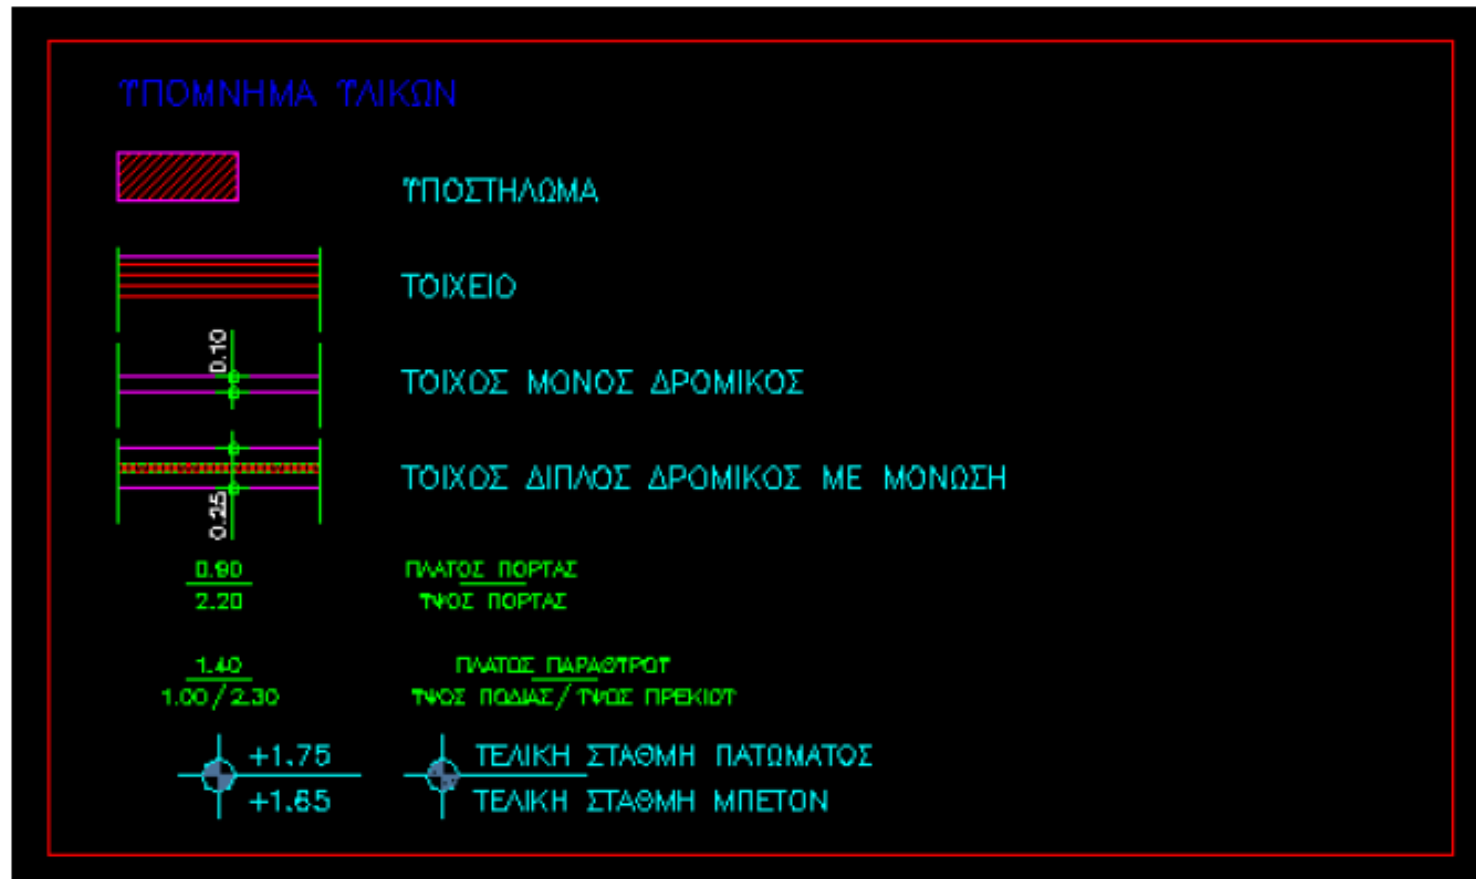 ΥΠΟΜΝΗΜΑ ΥΛΙΚΩΝ
ΥΠΟΣΤΗΛΩΜΑ
ΤΟΙΧΕΙΟ
0.10
ΤΟΙΧΟΣ ΜΟΝΟΣ ΔΡΟΜΙΚΟΣ
ΤΟΙΧΟΣ ΔΙΠΛΟΣ ΔΡΟΜΙΚΟΣ ΜΕ ΜΟΝΩΣΗ
0.25
0.90 ΠΛΑΤΟΣ ΠΟΡΤΑΣ
2.20 ΥΨΟΣ ΠΟΡΤΑΣ
1.40 ΠΛΑΤΟΣ ΠΑΡΑΘΥΡΟΥ
1.00/2.30 ΥΨΟΣ ΠΟΔΙΑΣ/ΥΨΟΣ ΠΡΕΚΙΟΥ
+1.75 ΤΕΛΙΚΗ ΣΤΑΘΜΗ ΠΑΤΩΜΑΤΟΣ
+1.65 ΤΕΛΙΚΗ ΣΤΑΘΜΗ ΜΠΕΤΟΝ